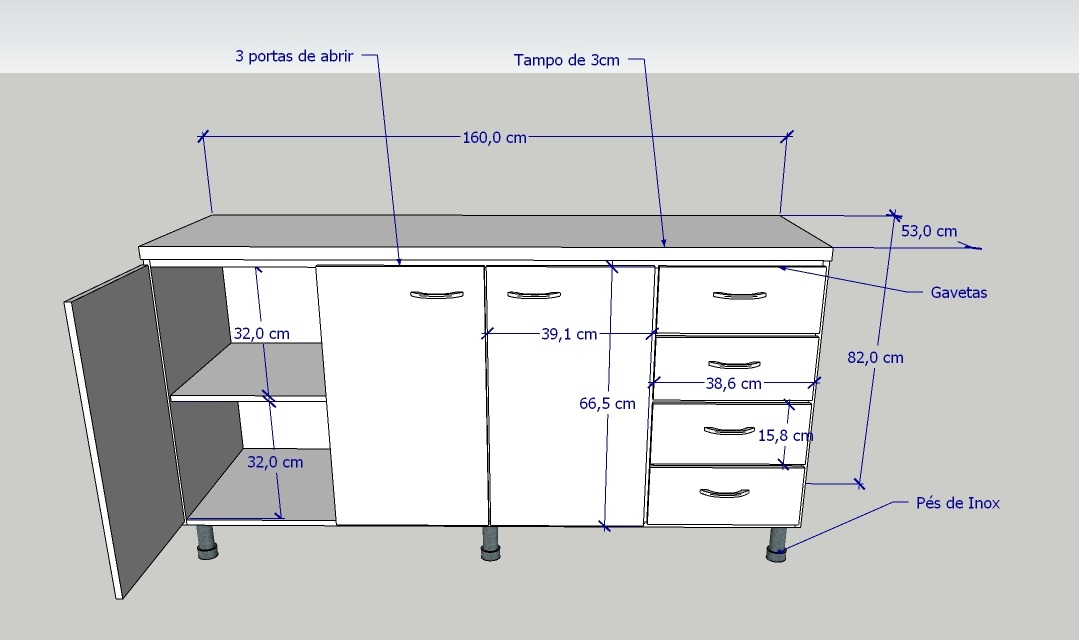 3 portas de abrir
Tampo de 3cm
160,0 cm
53,0 cm
Gavetas
32,0 cm
39,1 cm
82,0 cm
38,6 cm
66,5 cm
15,8 cm
32,0 cm
Pés de Inox